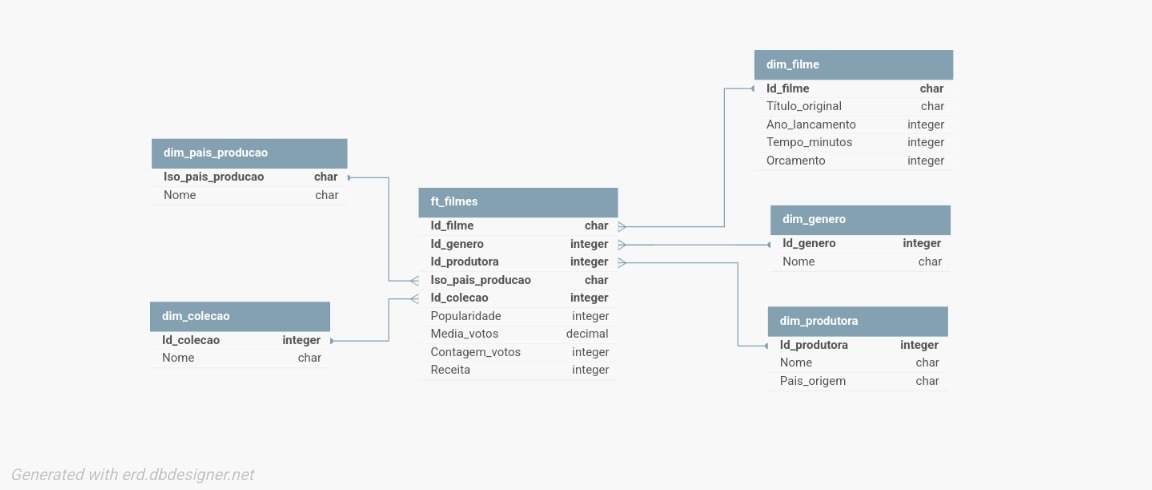 dim_filme
Id_filme char
Título_original char
Ano_lancamento integer
Tempo_minutos integer
Orcamento integer
dim_pais_producao
Iso_pais_producao char
Nome char
ft_filmes
Id_filme char
Id_genero integer
Id_produtora integer
Iso_pais_producao char
Id_colecao integer
Popularidade integer
Media_votos decimal
Contagem_votos integer
Receita integer
dim_genero
Id_genero integer
Nome char
dim_colecao
Id_colecao integer
Nome char
dim_produtora
Id_produtora integer
Nome char
Pais_origem char
Generated with erd.dbdesigner.net